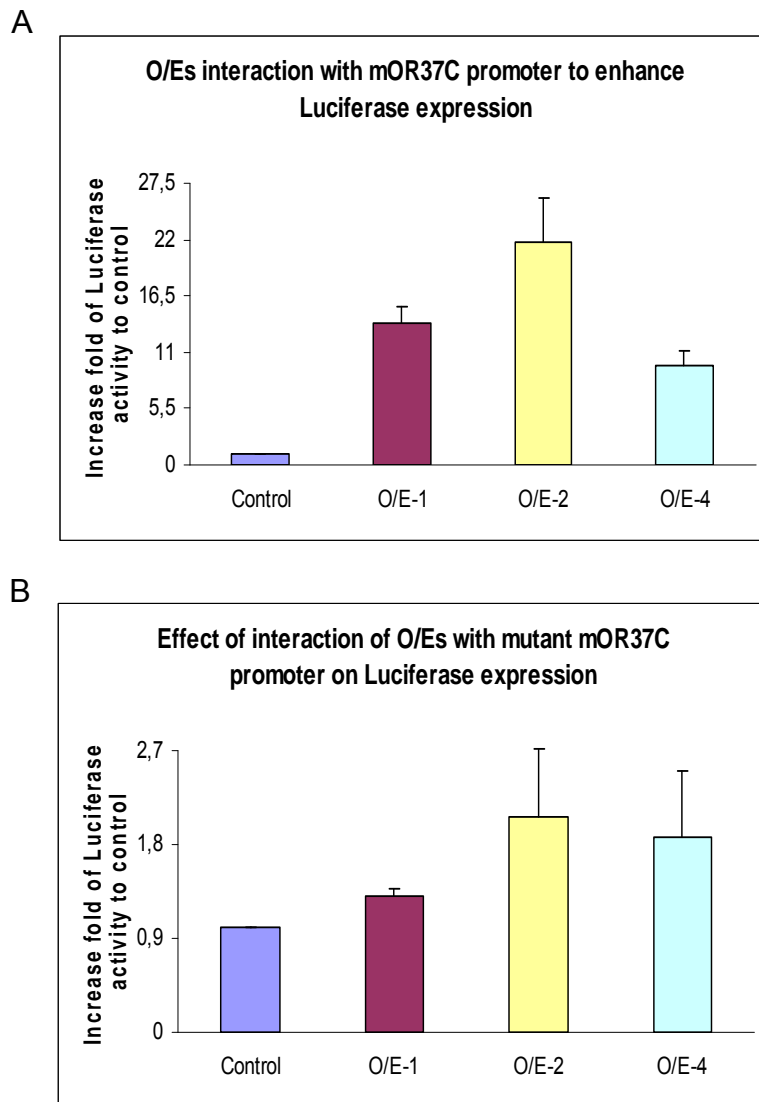 A
O/Es interaction with mOR37C promoter to enhance
Luciferase expression
Increase fold of Luciferase
activity to control
27,5
22
16,5
11
5,5
0
Control O/E-1 O/E-2 O/E-4
B
Effect of interaction of O/Es with mutant mOR37C
promoter on Luciferase expression
Increase fold of Luciferase
activity to control
2,7
1,8
0,9
0
Control O/E-1 O/E-2 O/E-4